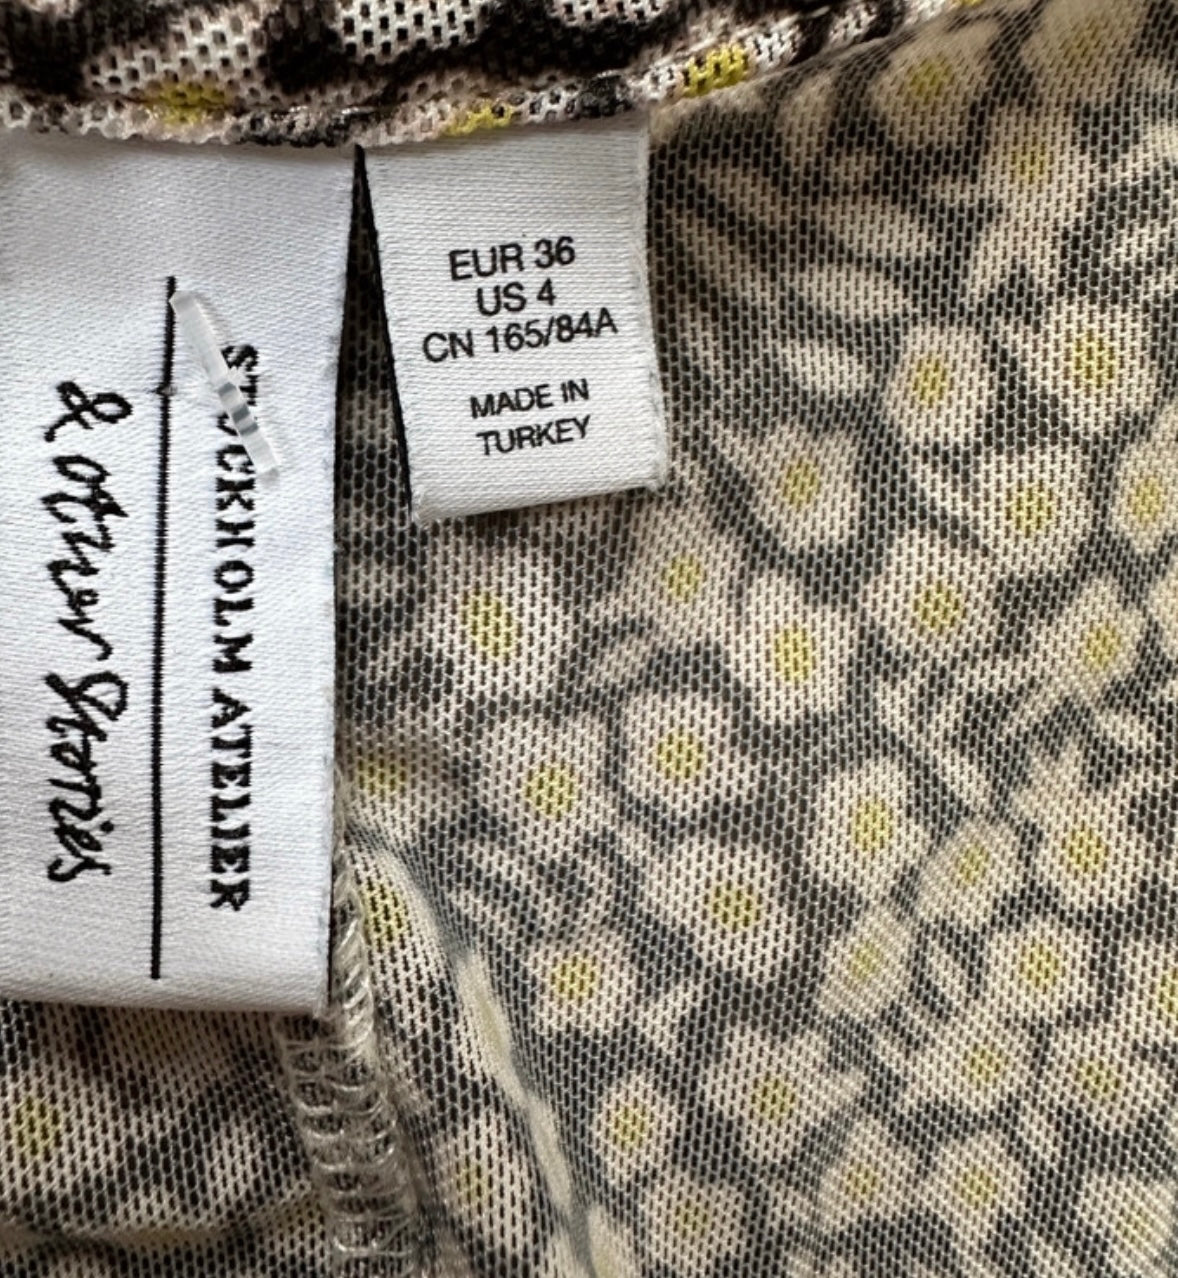 & other Stories
STOCKHOLM ATELIER
EUR 36
US 4
CN 165/84A
MADE IN
TURKEY